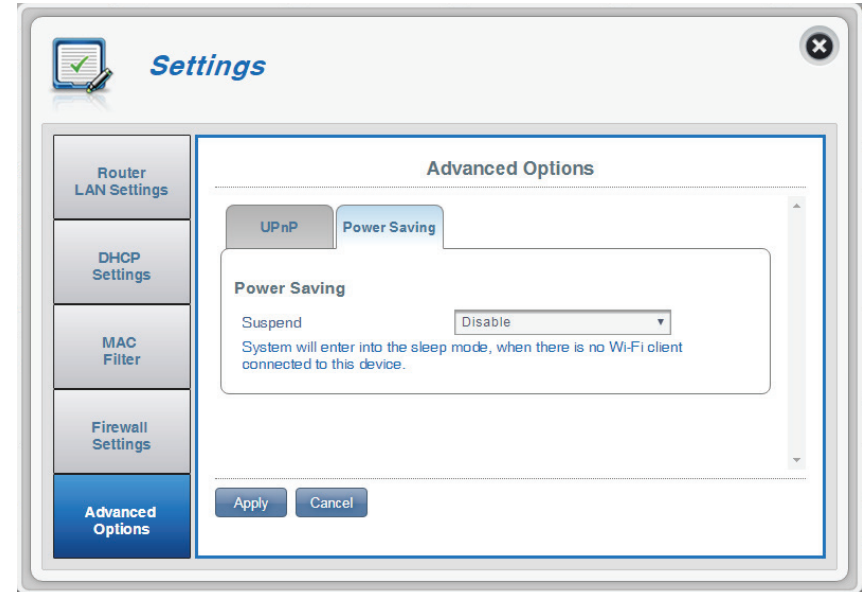 Settings
Router
LAN Settings
DHCP
Settings
MAC
Filter
Firewall
Settings
Advanced
Options
Advanced Options
UPnP
Power Saving
Power Saving
Suspend
Disable
System will enter into the sleep mode, when there is no Wi-Fi client
connected to this device.
Apply
Cancel